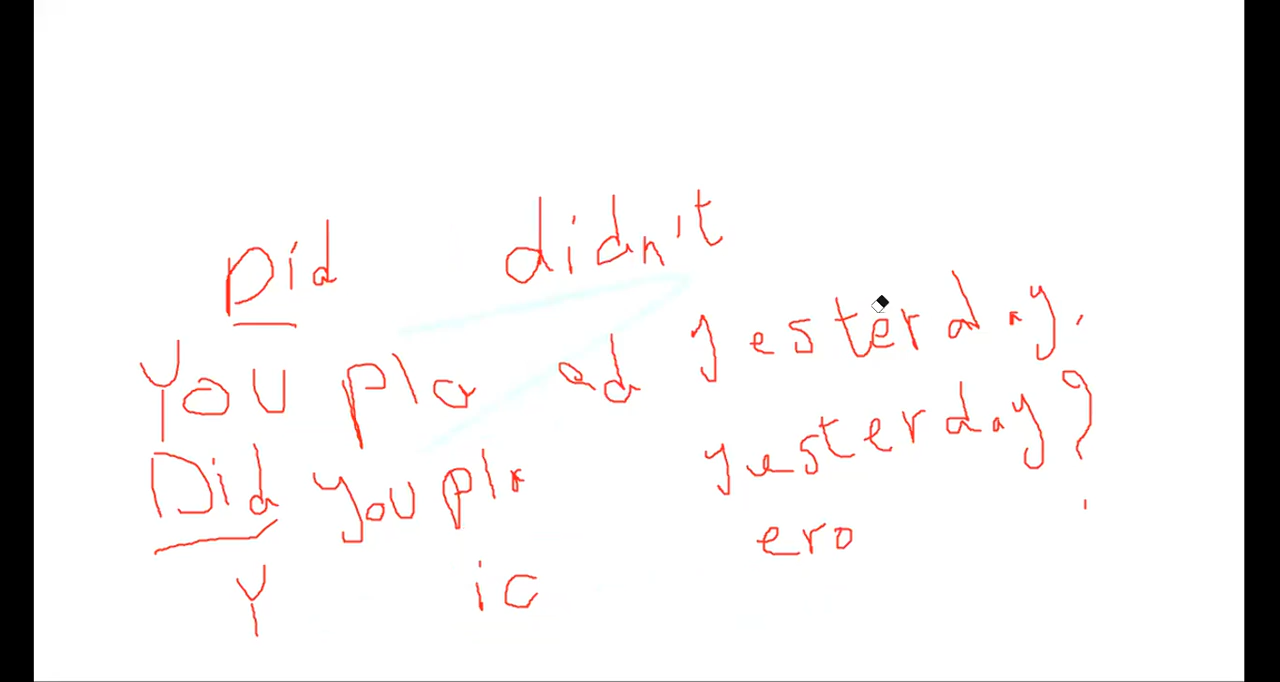 Did didn't
You pla ed yesterday.
Did you pla yesterday?
ero
Y ic